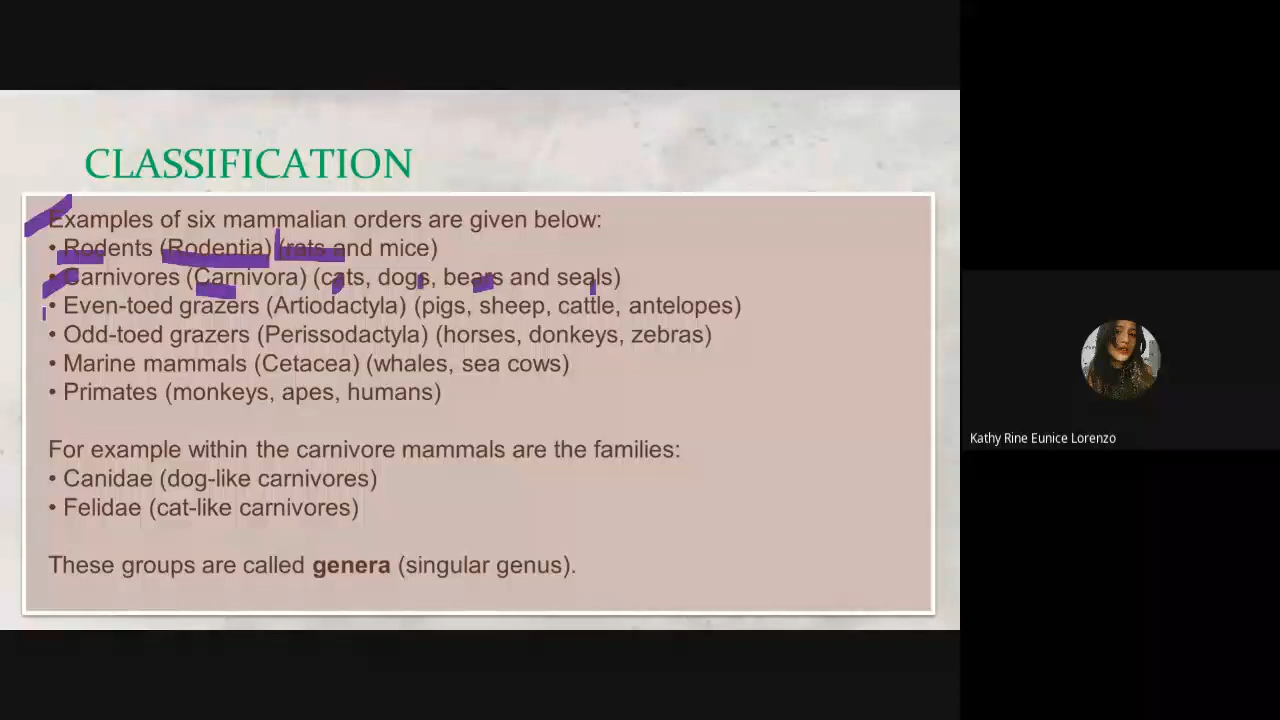 CLASSIFICATION
Examples of six mammalian orders are given below:
• Rodents (Rodentia) (rats and mice)
• Carnivores (Carnivora) (cats, dogs, bears and seals)
• Even-toed grazers (Artiodactyla) (pigs, sheep, cattle, antelopes)
• Odd-toed grazers (Perissodactyla) (horses, donkeys, zebras)
• Marine mammals (Cetacea) (whales, sea cows)
• Primates (monkeys, apes, humans)
For example within the carnivore mammals are the families:
• Canidae (dog-like carnivores)
• Felidae (cat-like carnivores)
These groups are called genera (singular genus).
Kathy Rine Eunice Lorenzo